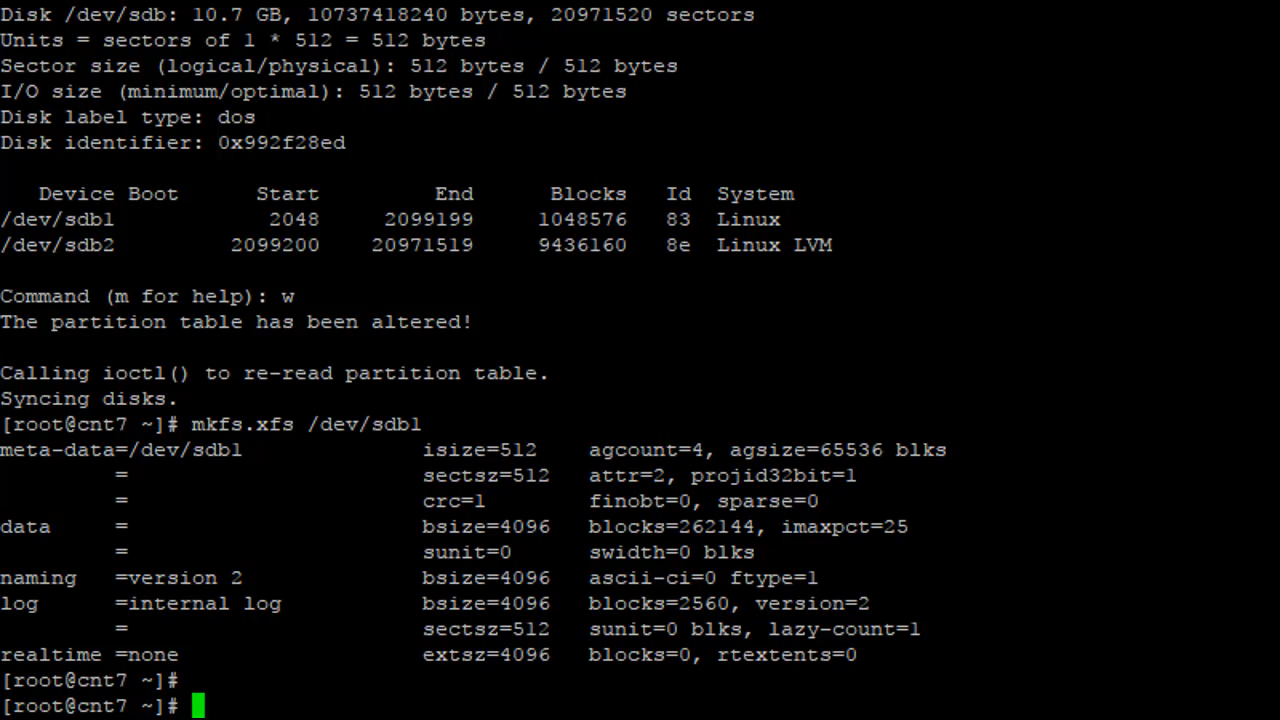 Disk /dev/sdb: 10.7 GB, 10737418240 bytes, 20971520 sectors
Units = sectors of 1 * 512 = 512 bytes
Sector size (logical/physical): 512 bytes / 512 bytes
I/O size (minimum/optimal): 512 bytes / 512 bytes
Disk label type: dos
Disk identifier: 0x992f28ed
   Device Boot      Start         End      Blocks   Id  System
/dev/sdb1            2048     2099199     1048576   83  Linux
/dev/sdb2         2099200    20971519     9436160   8e  Linux LVM
Command (m for help): w
The partition table has been altered!
Calling ioctl() to re-read partition table.
Syncing disks.
[root@cnt7 ~]# mkfs.xfs /dev/sdb1
meta-data=/dev/sdb1              isize=512    agcount=4, agsize=65536 blks
         =                       sectsz=512   attr=2, projid32bit=1
         =                       crc=1        finobt=0, sparse=0
data     =                       bsize=4096   blocks=262144, imaxpct=25
         =                       sunit=0      swidth=0 blks
naming   =version 2              bsize=4096   ascii-ci=0 ftype=1
log      =internal log           bsize=4096   blocks=2560, version=2
         =                       sectsz=512   sunit=0 blks, lazy-count=1
realtime =none                   extsz=4096   blocks=0, rtextents=0
[root@cnt7 ~]#
[root@cnt7 ~]#